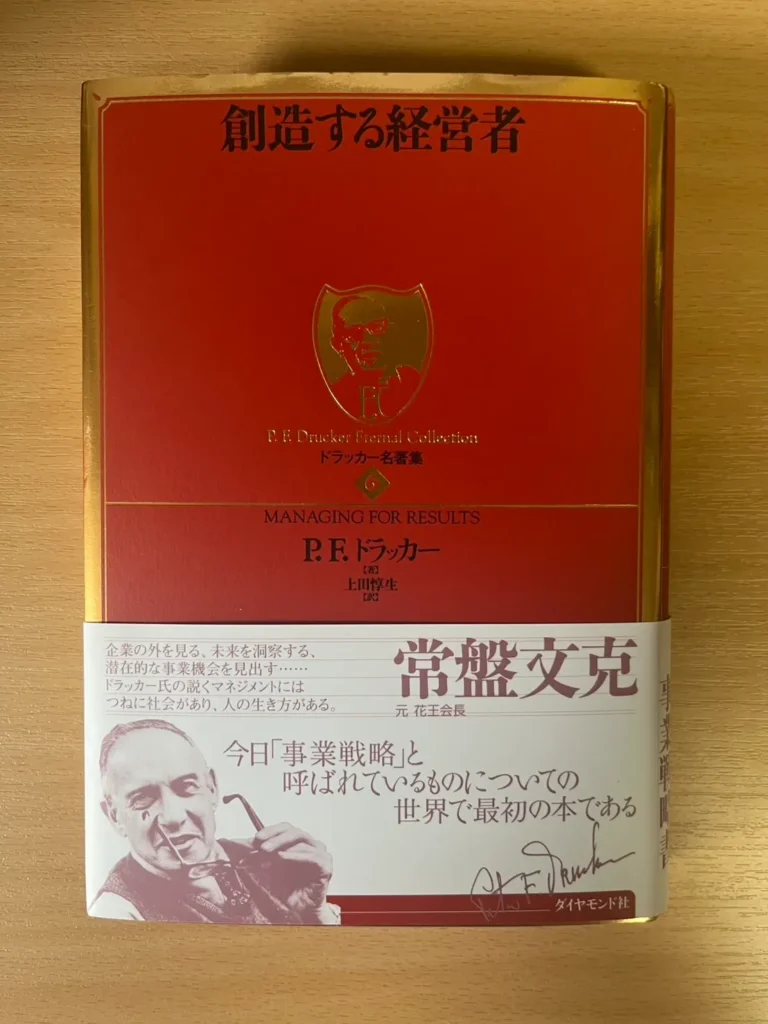 創造する経営者
F.C
P. F. Drucker Eternal Collection
ドラッカー名著集
6
MANAGING FOR RESULTS
P.F.ドラッカー
【著】
上田惇生
【訳】
企業の外を見る、未来を洞察する、
潜在的な事業機会を見出す……
ドラッカー氏の説くマネジメントには
つねに社会があり、人の生き方がある。
常盤文克
元 花王会長
今日「事業戦略」と
呼ばれているものについての
世界で最初の本である
Peter F. Drucker
ダイヤモンド社
事業戦略書